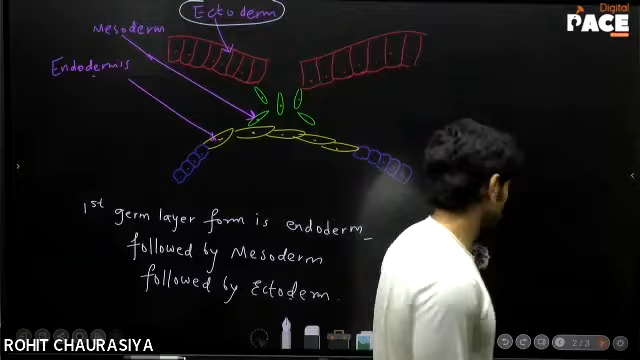 Ectoderm
Mesoderm
Endodermis
1st germ layer form is endoderm
followed by Mesoderm
followed by Ectoderm.
Digital
PACE
2/3
ROHIT CHAURASIYA